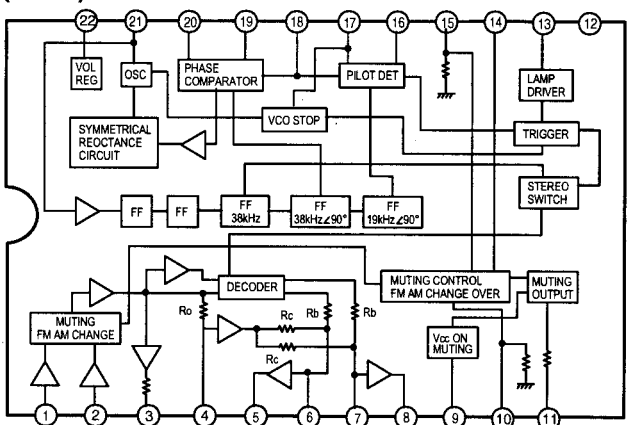 22 21 20 19 18 17 16 15 14 13 12
VOL
REG
OSC
PHASE
COMPARATOR
PILOT DET
LAMP
DRIVER
SYMMETRICAL
REOCTANCE
CIRCUIT
VCO STOP
TRIGGER
STEREO
SWITCH
FF
FF
FF
38kHz
FF
38kHz∠90°
FF
19kHz∠90°
DECODER
MUTING CONTROL
FM AM CHANGE OVER
MUTING
OUTPUT
MUTING
FM AM CHANGE
Ro
Rc
Rb
Rb
Rc
Vcc ON
MUTING
1 2 3 4 5 6 7 8 9 10 11